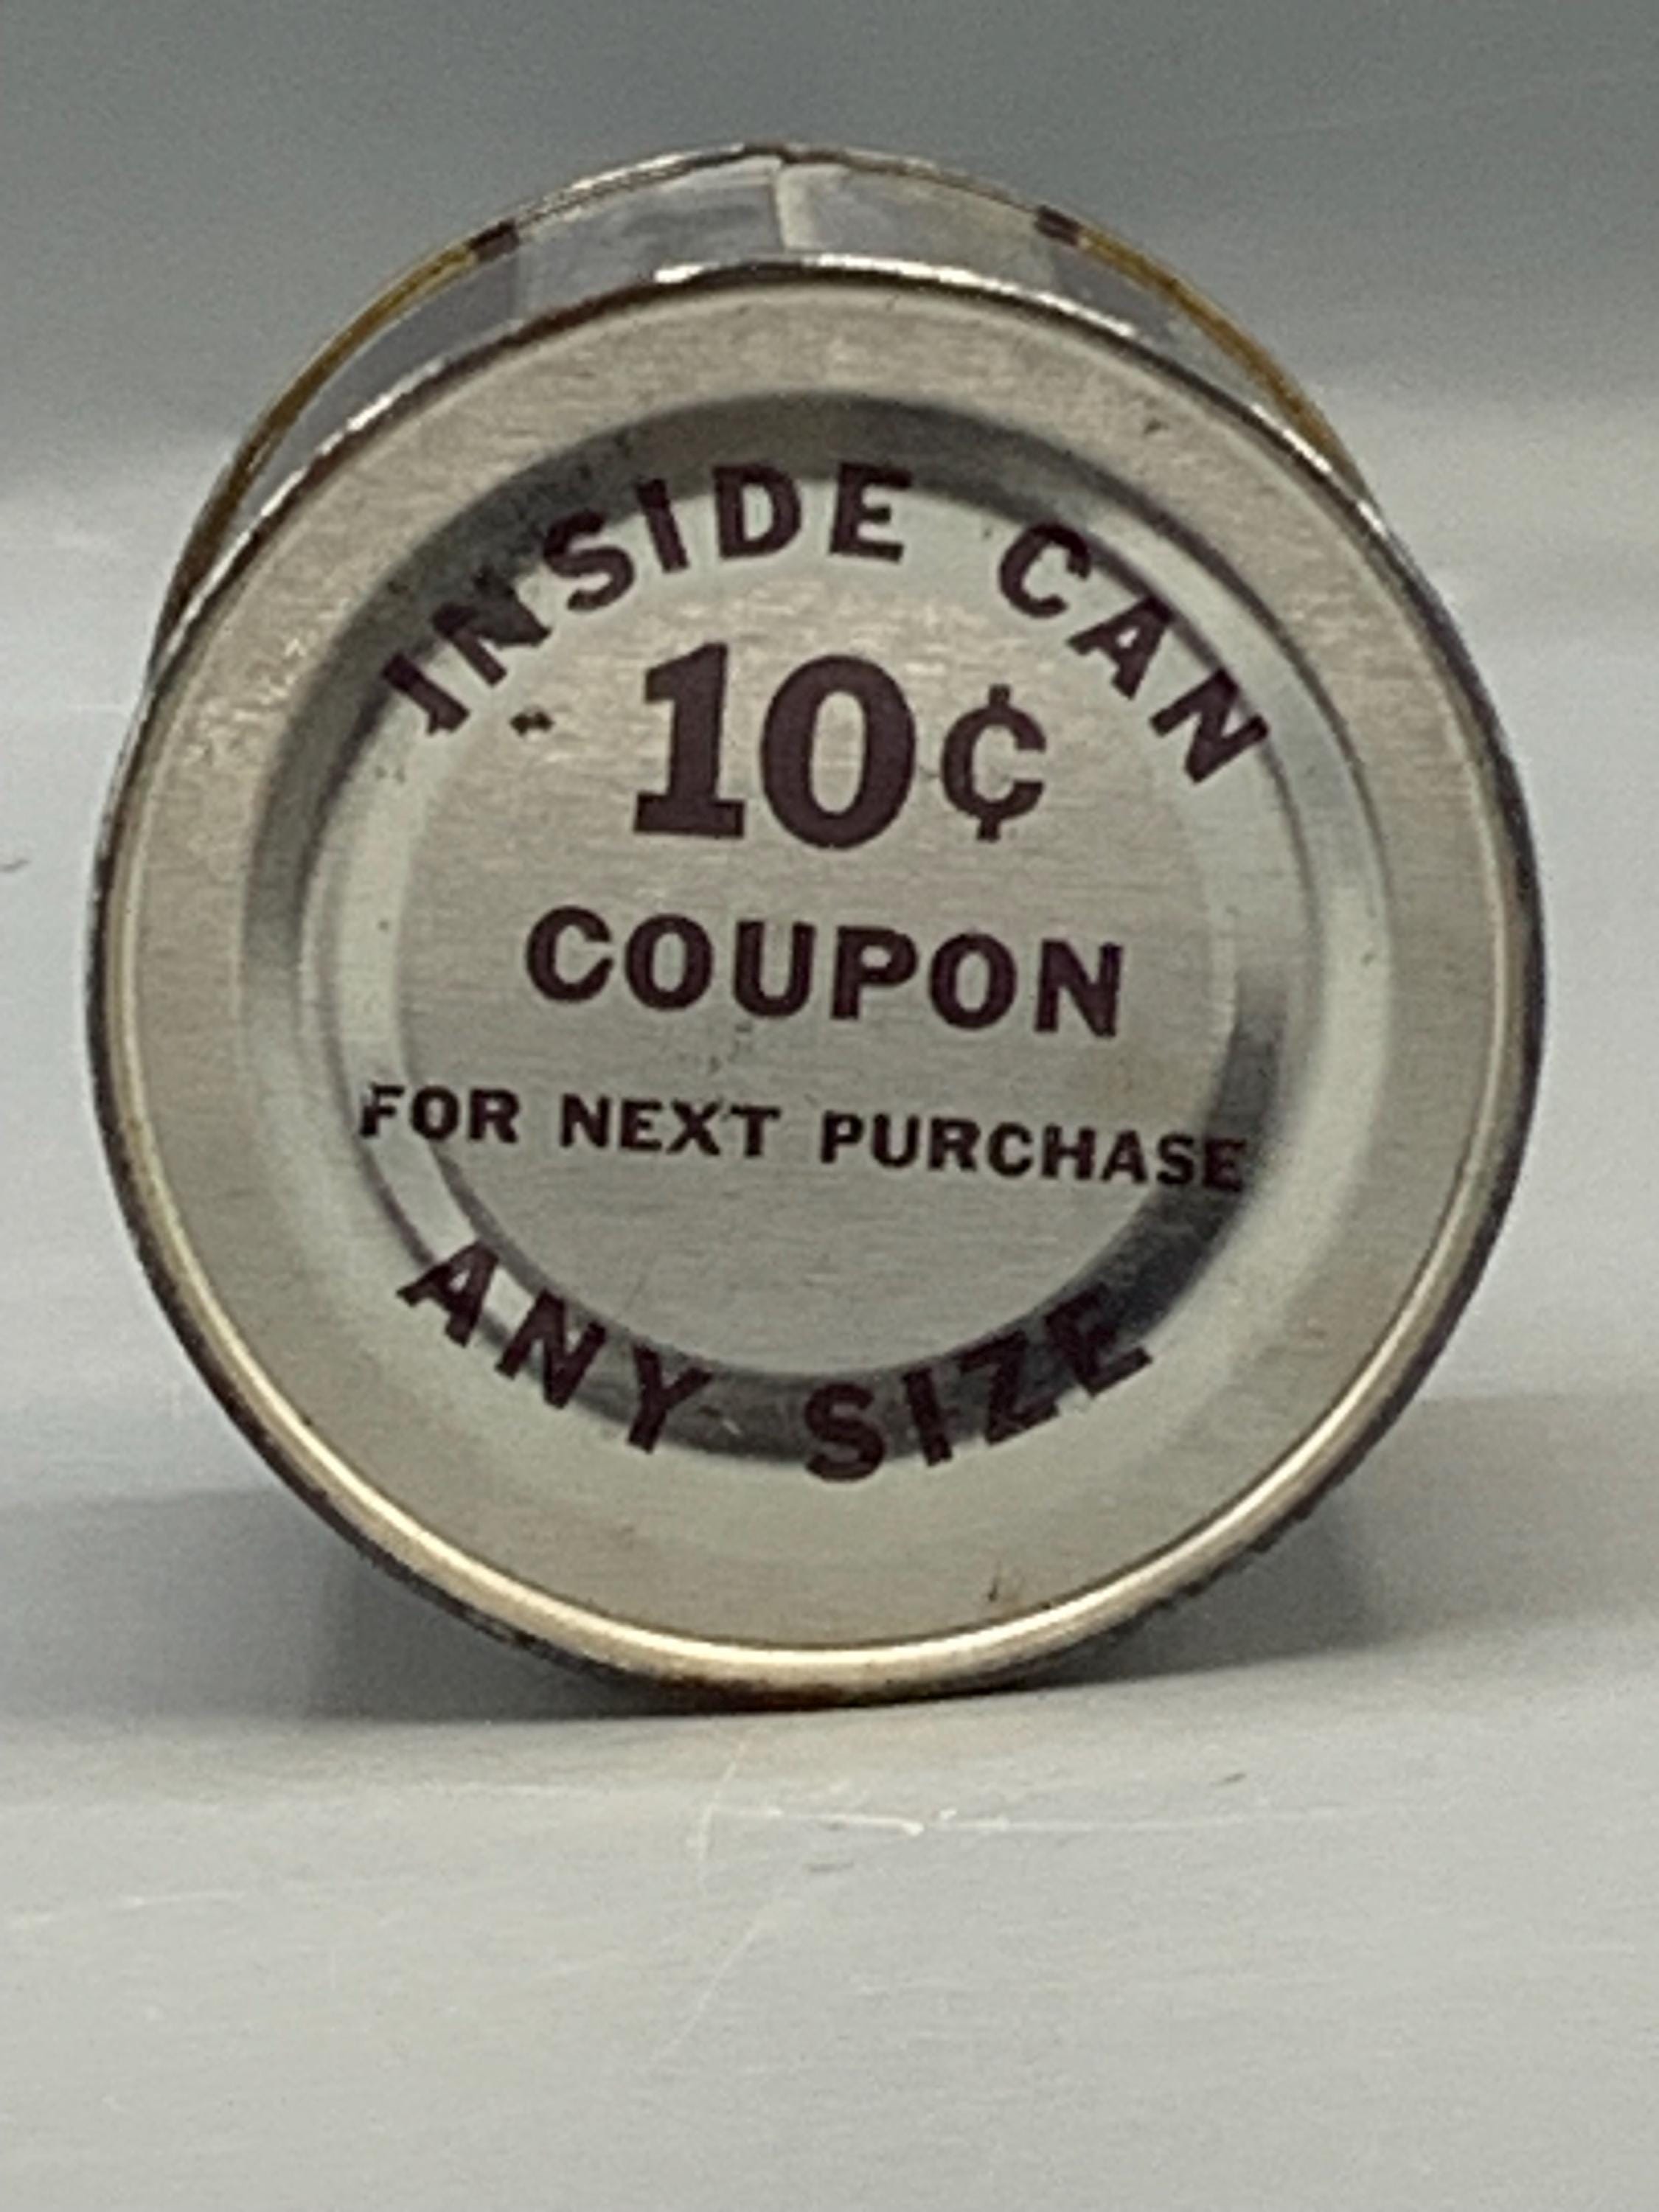 INSIDE CAN
10¢
COUPON
FOR NEXT PURCHASE
ANY SIZE